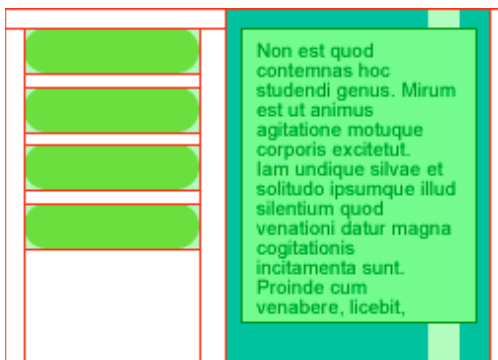 Non est quod
contemnas hoc
studendi genus. Mirum
est ut animus
agitatione motuque
corporis excitetut.
Iam undique silvae et
solitudo ipsumque illud
silentium quod
venationi datur magna
cogitationis
incitamenta sunt.
Proinde cum
venabere, licebit,